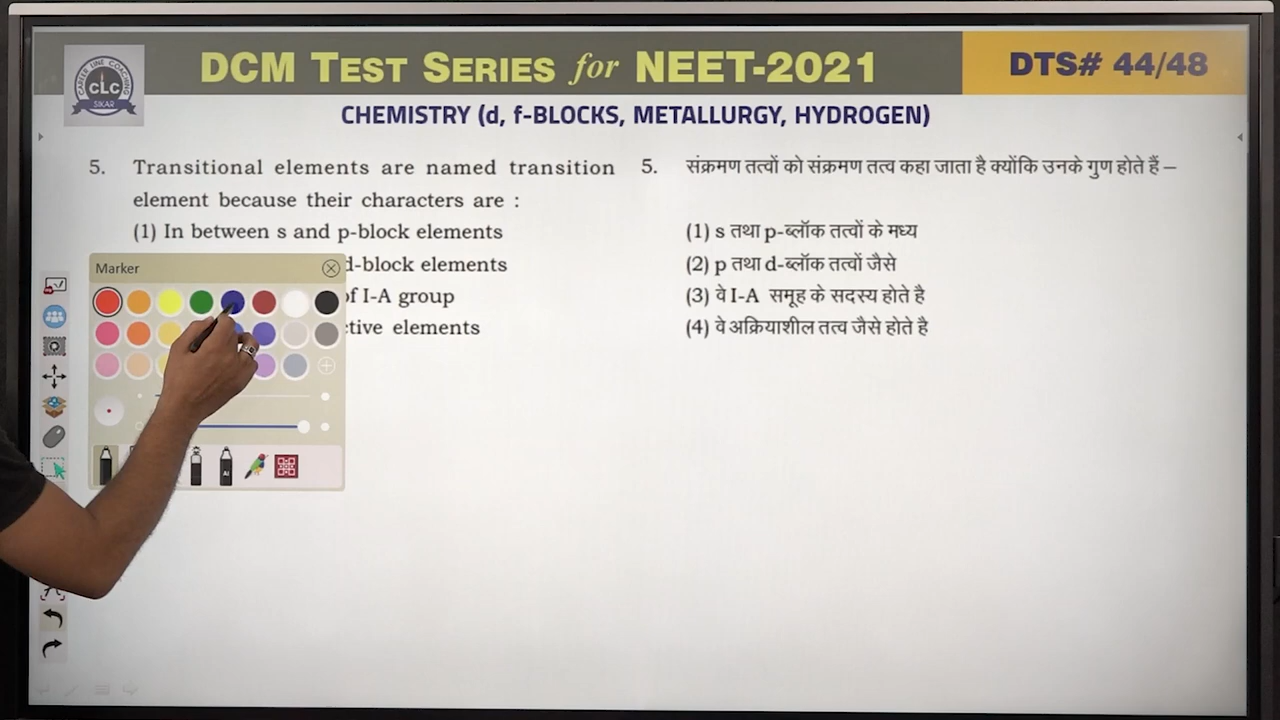 CAREER LINE COACHING
CLC
SIKAR
DCM TEST SERIES for NEET-2021
DTS# 44/48
CHEMISTRY (d, f-BLOCKS, METALLURGY, HYDROGEN)
5. Transitional elements are named transition
element because their characters are :
(1) In between s and p-block elements
d-block elements
of I-A group
ctive elements
5. संक्रमण तत्वों को संक्रमण तत्व कहा जाता है क्योंकि उनके गुण होते हैं –
(1) s तथा p-ब्लॉक तत्वों के मध्य
(2) p तथा d-ब्लॉक तत्वों जैसे
(3) वे I-A समूह के सदस्य होते है
(4) वे अक्रियाशील तत्व जैसे होते है
Marker
AI